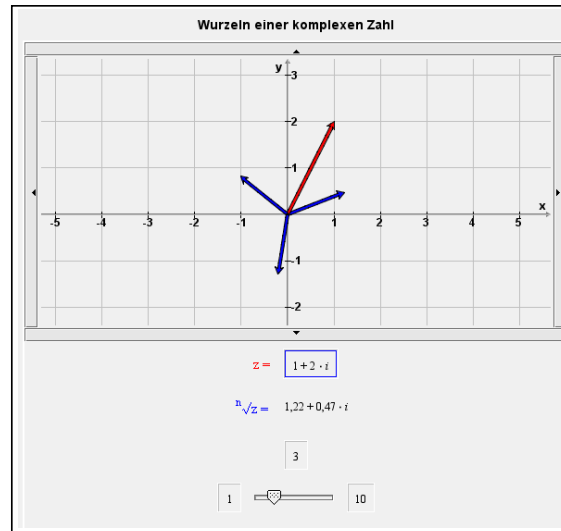 Wurzeln einer komplexen Zahl
y
3
2
1
x
-5 -4 -3 -2 -1 1 2 3 4 5
-1
-2
z = 1 + 2 · i
n√z = 1,22 + 0,47 · i
3
1 10